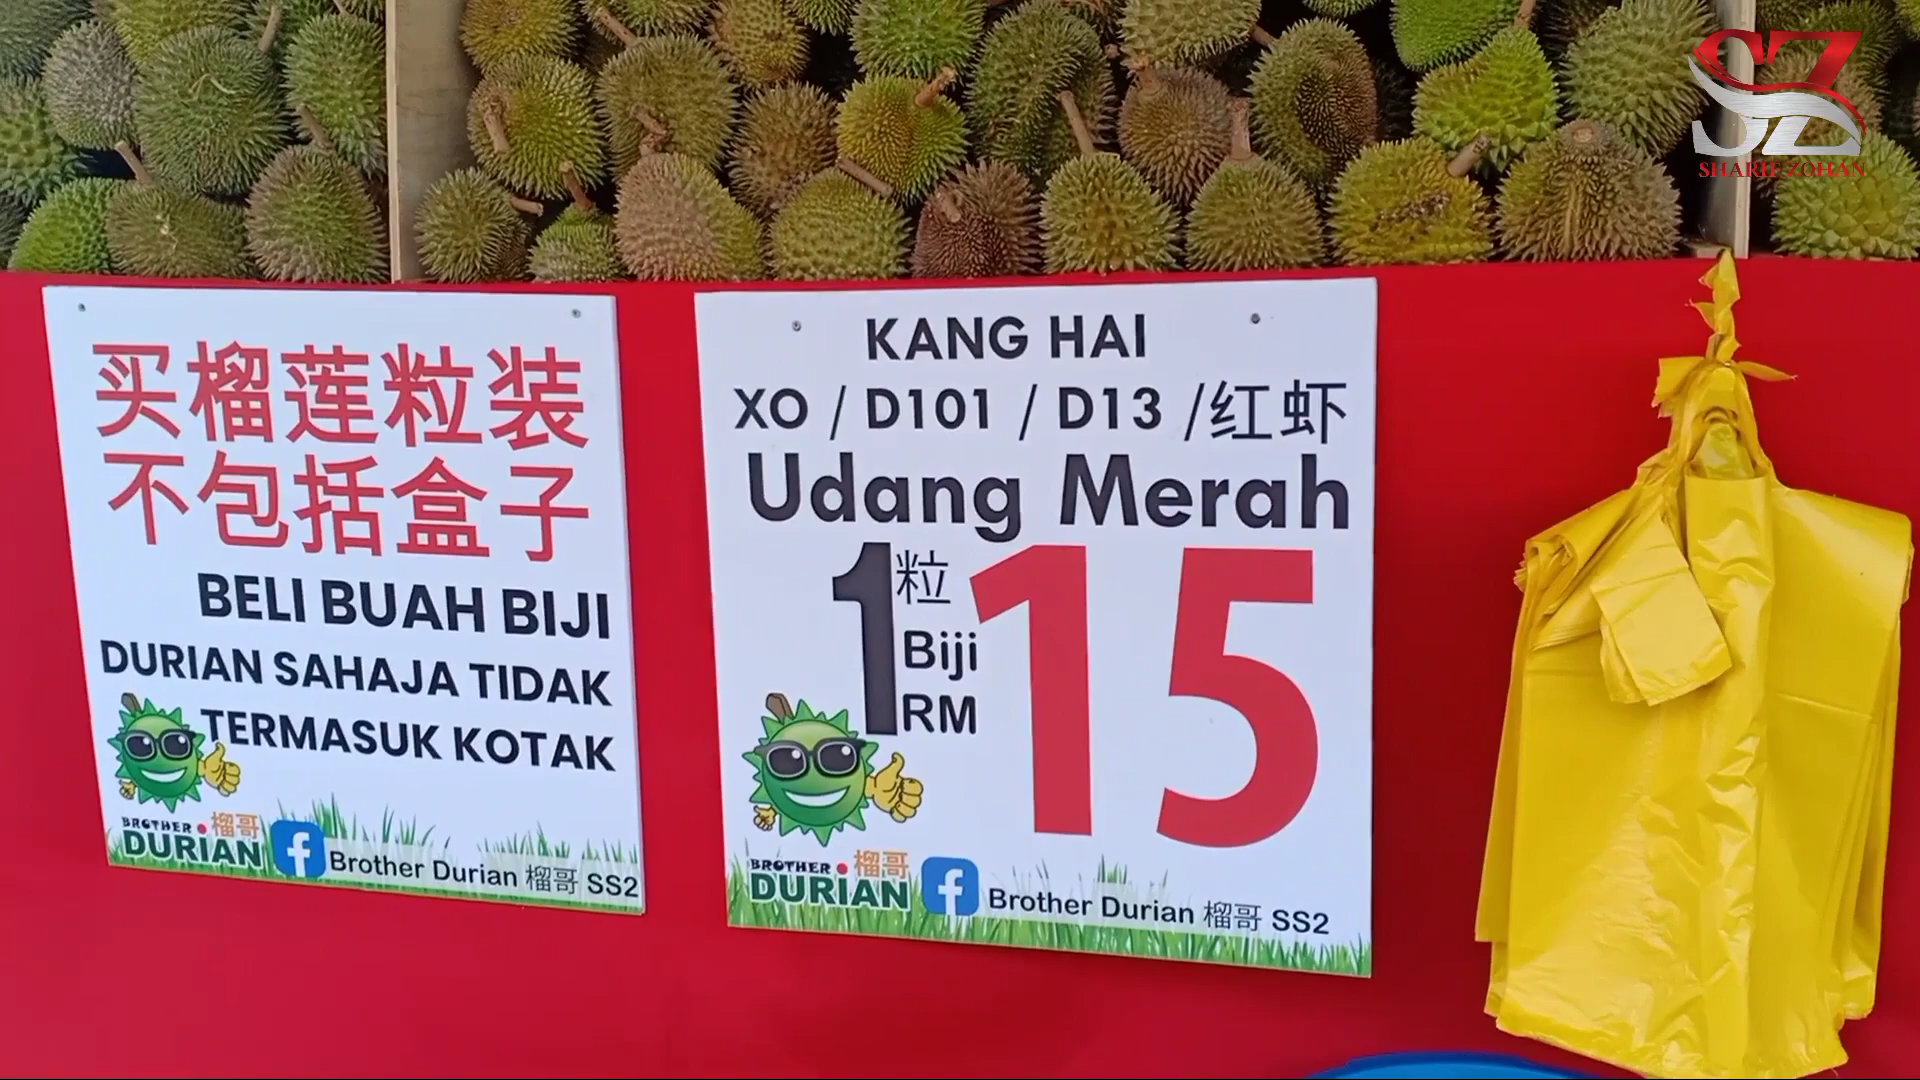 SZ
SHARIF ZOHAN
买榴莲粒装
不包括盒子
BELI BUAH BIJI
DURIAN SAHAJA TIDAK
TERMASUK KOTAK
BROTHER 榴哥
DURIAN
Brother Durian 榴哥 SS2
KANG HAI
XO / D101 / D13 /红虾
Udang Merah
1粒 Biji RM 15
BROTHER 榴哥
DURIAN
Brother Durian 榴哥 SS2